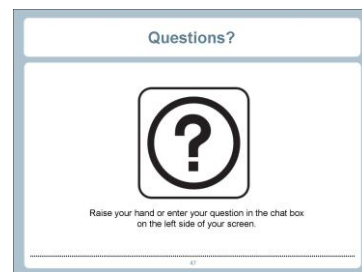 Questions?
?
Raise your hand or enter your question in the chat box
on the left side of your screen.
47